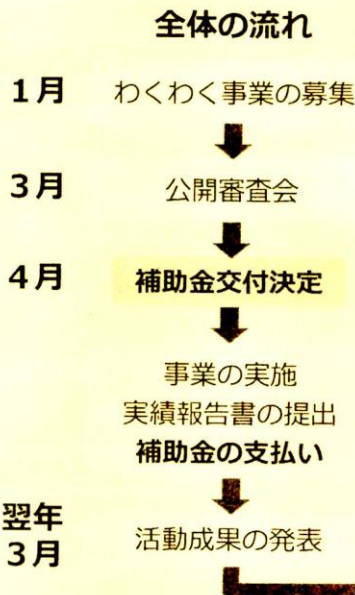 全体の流れ
1月 わくわく事業の募集
3月 公開審査会
4月 補助金交付決定
事業の実施
実績報告書の提出
補助金の支払い
翌年
3月 活動成果の発表